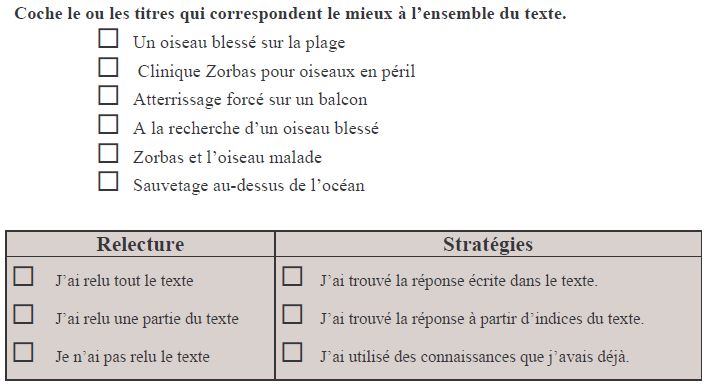 Coche le ou les titres qui correspondent le mieux à l'ensemble du texte.
Un oiseau blessé sur la plage
Clinique Zorbas pour oiseaux en péril
Atterrissage forcé sur un balcon
A la recherche d'un oiseau blessé
Zorbas et l'oiseau malade
Sauvetage au-dessus de l'océan
Relecture
J'ai relu tout le texte
J'ai relu une partie du texte
Je n'ai pas relu le texte
Stratégies
J'ai trouvé la réponse écrite dans le texte.
J'ai trouvé la réponse à partir d'indices du texte.
J'ai utilisé des connaissances que j'avais déjà.